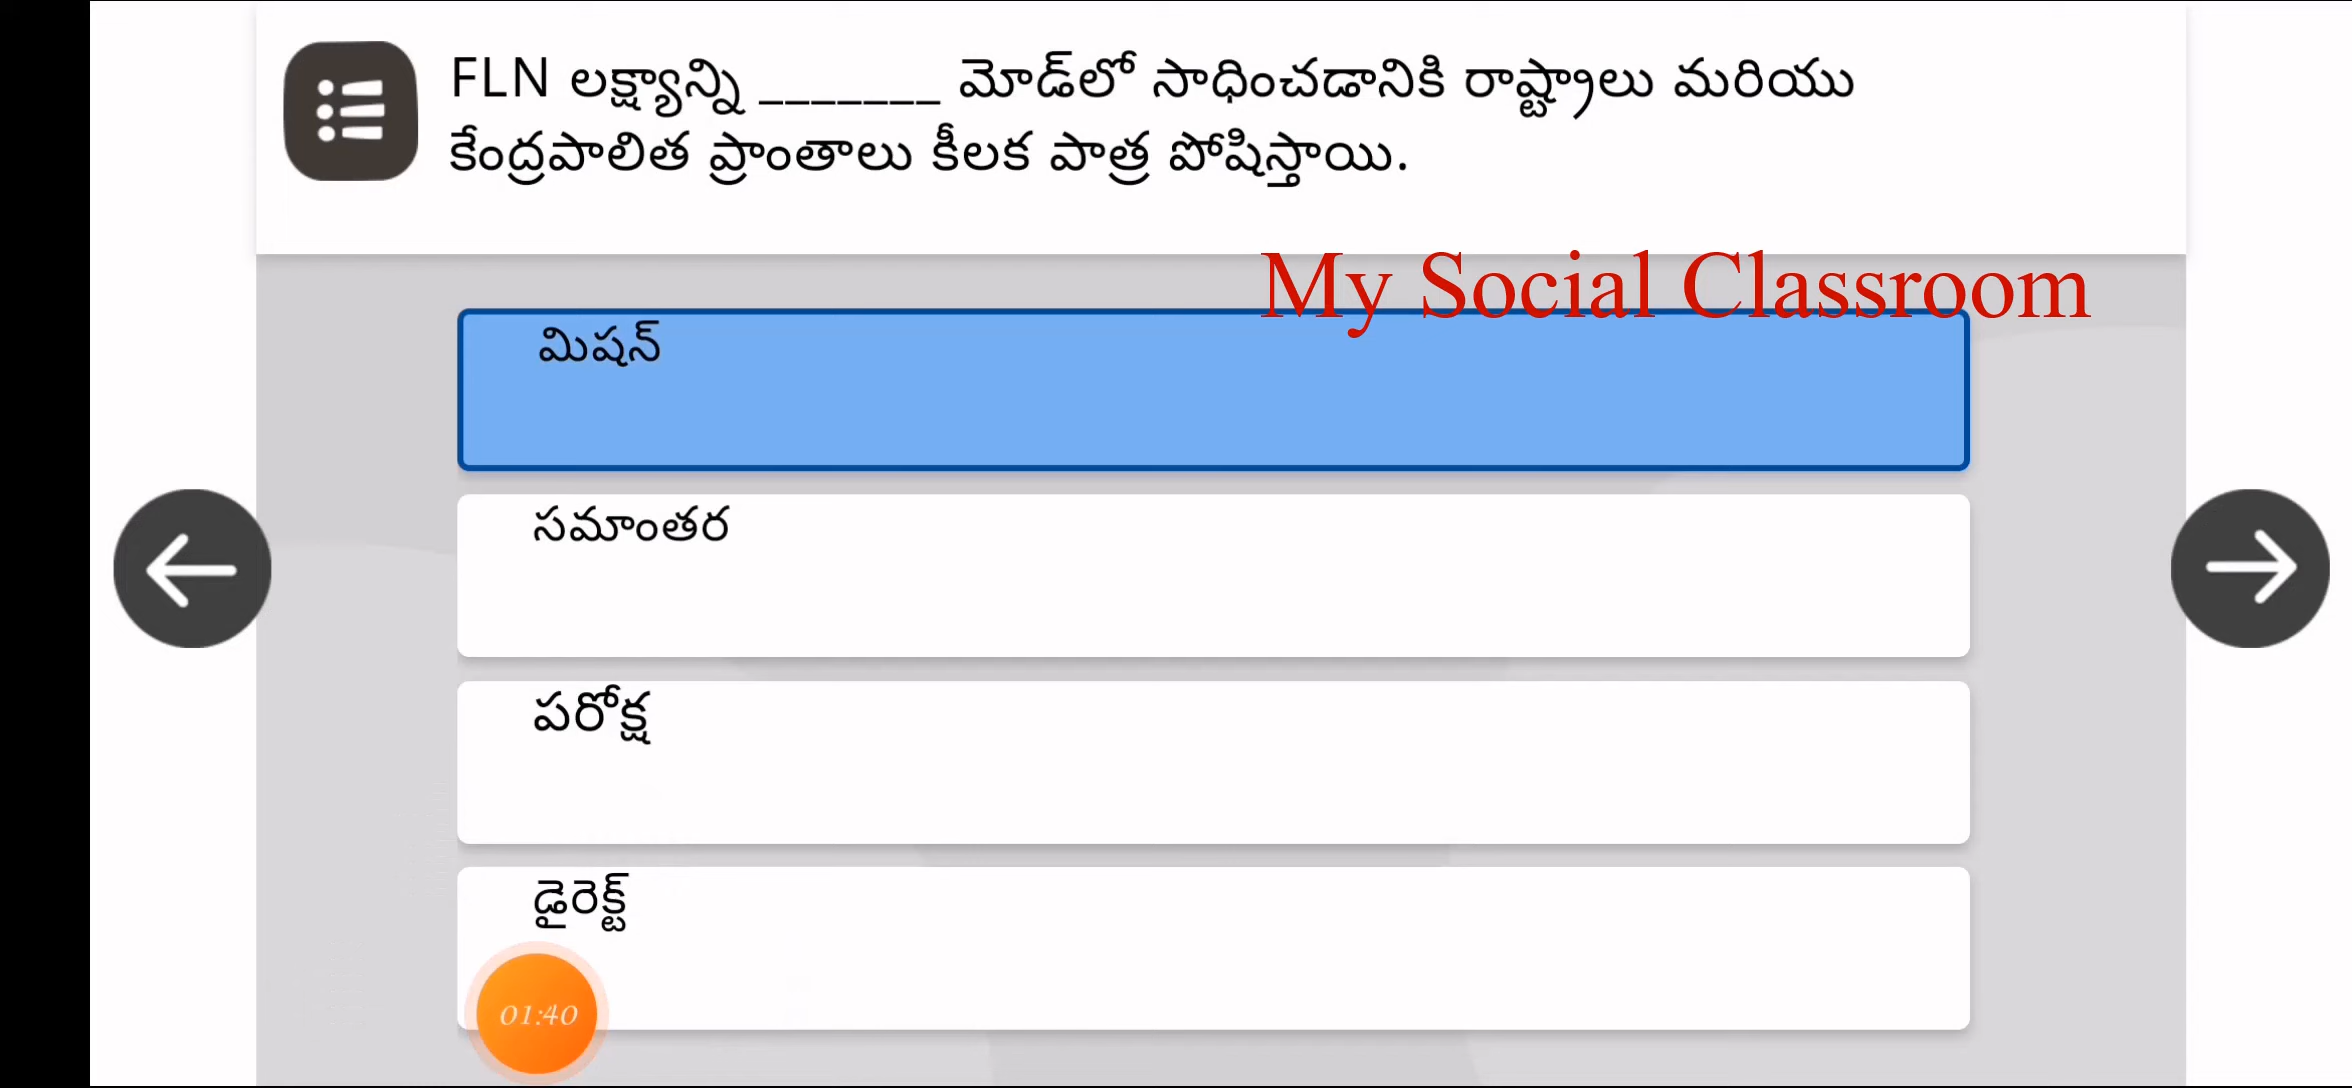 FLN లక్ష్యాన్ని _______ మోడ్‌లో సాధించడానికి రాష్ట్రాలు మరియు
కేంద్రపాలిత ప్రాంతాలు కీలక పాత్ర పోషిస్తాయి.
My Social Classroom
మిషన్
సమాంతర
పరోక్ష
డైరెక్ట్
01:40